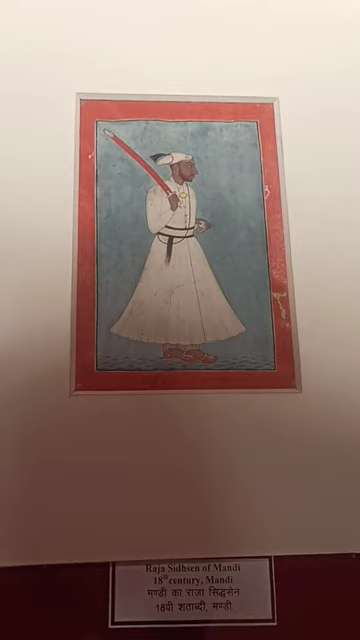 Raja Sidhsen of Mandi
18th century, Mandi
मण्डी का राजा सिद्धसेन
18वी शताब्दी, मण्डी